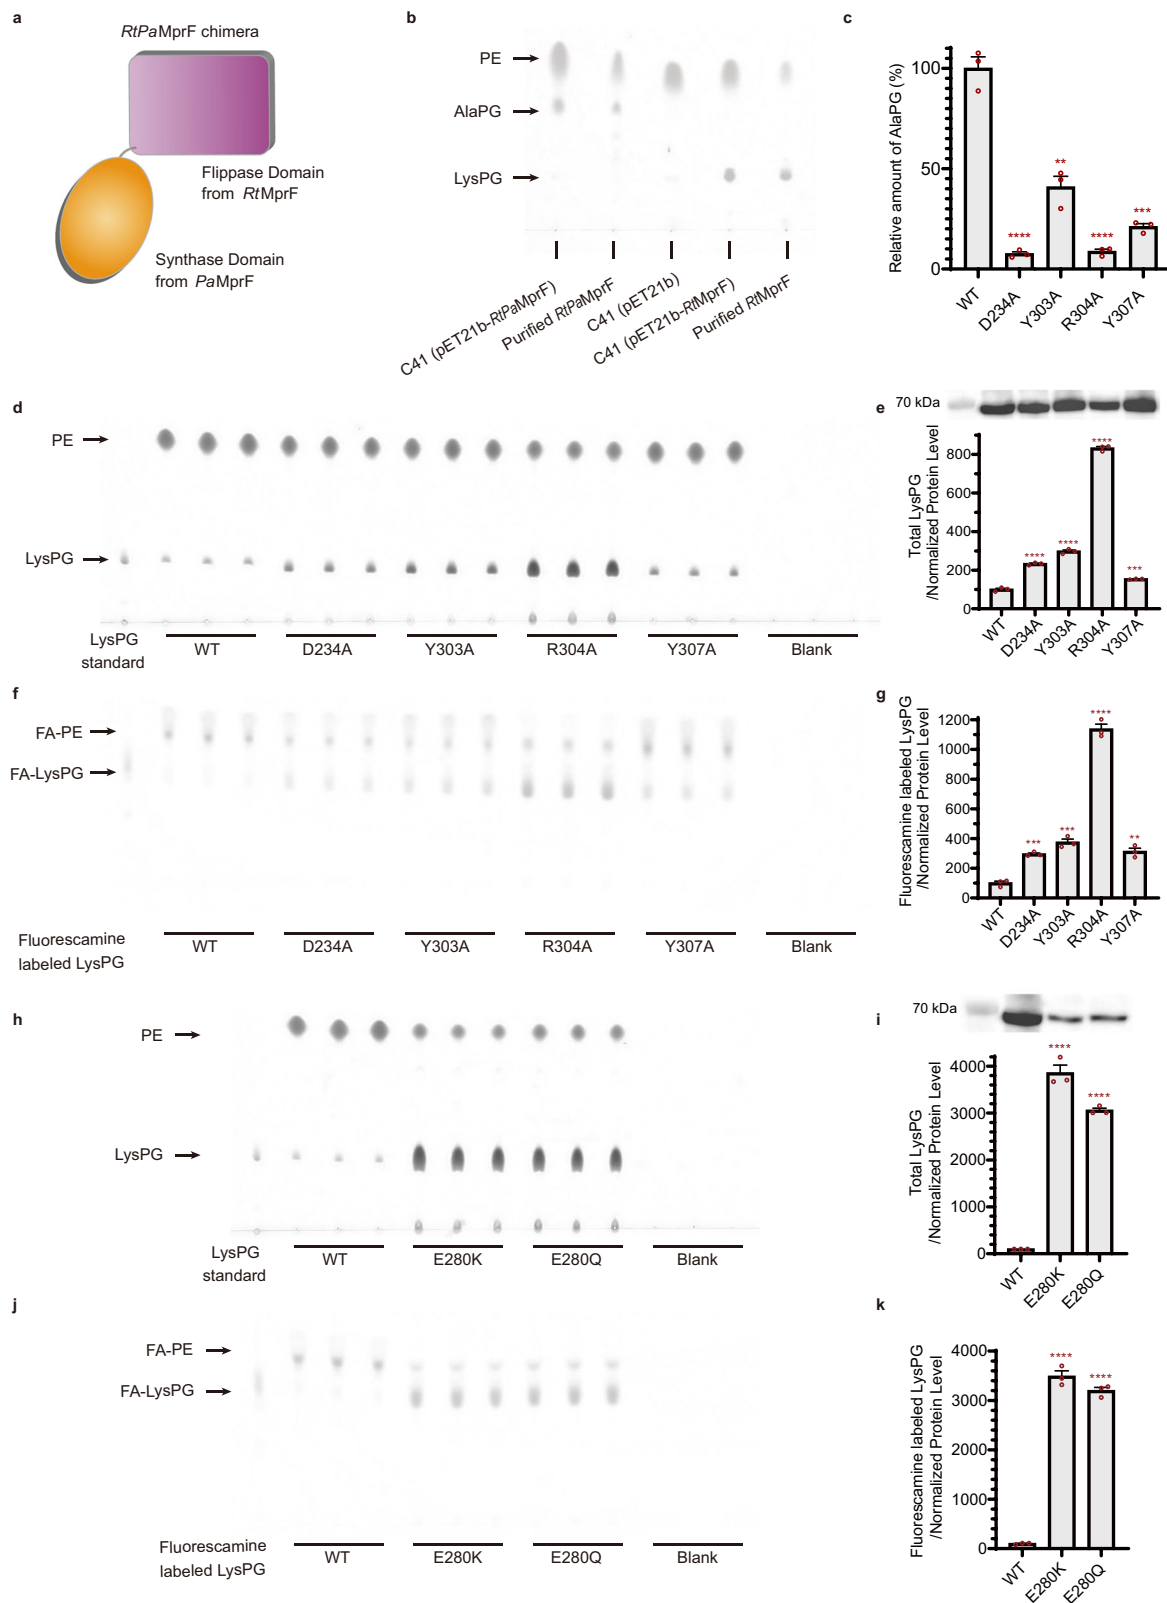 a
RtPaMprF chimera
Flippase Domain
from RtMprF
Synthase Domain
from PaMprF
b
PE
AlaPG
LysPG
C41 (pET21b-RtPaMprF)
Purified RtPaMprF
C41 (pET21b)
C41 (pET21b-RtMprF)
Purified RtMprF
c
Relative amount of AlaPG (%)
100
50
0
**
****
****
***
WT
D234A
Y303A
R304A
Y307A
d
PE
LysPG
LysPG
standard
WT
D234A
Y303A
R304A
Y307A
Blank
e
70 kDa
Total LysPG
/Normalized Protein Level
800
600
400
200
0
****
****
****
***
WT
D234A
Y303A
R304A
Y307A
f
FA-PE
FA-LysPG
Fluorescamine
labeled LysPG
WT
D234A
Y303A
R304A
Y307A
Blank
g
Fluorescamine labeled LysPG
/Normalized Protein Level
1200
1000
800
600
400
200
0
***
***
****
**
WT
D234A
Y303A
R304A
Y307A
h
PE
LysPG
LysPG
standard
WT
E280K
E280Q
Blank
i
70 kDa
Total LysPG
/Normalized Protein Level
4000
3000
2000
1000
0
****
****
WT
E280K
E280Q
j
FA-PE
FA-LysPG
Fluorescamine
labeled LysPG
WT
E280K
E280Q
Blank
k
Fluorescamine labeled LysPG
/Normalized Protein Level
4000
3000
2000
1000
0
****
****
WT
E280K
E280Q